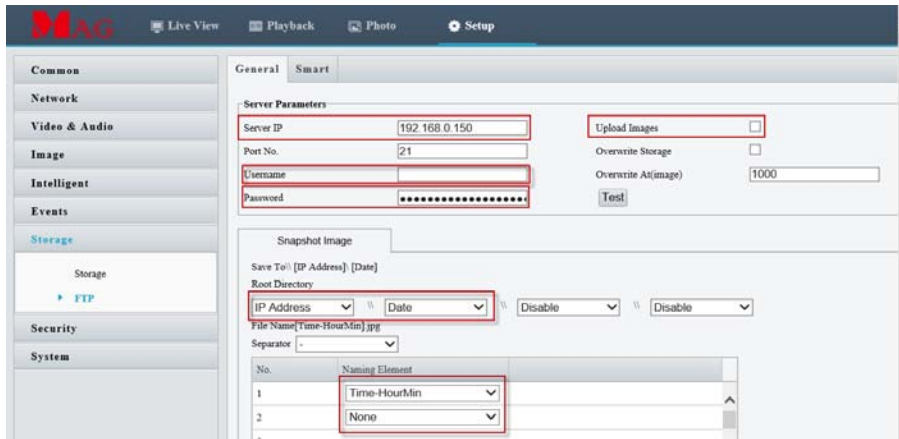 MAG Live View Playback Photo Setup
Common
Network
Video & Audio
Image
Intelligent
Events
Storage
Storage
FTP
Security
System
General Smart
Server Parameters
Server IP 192.168.0.150 Upload Images
Port No. 21 Overwrite Storage
Username Overwrite At(image) 1000
Password ••••••••••••••••••• Test
Snapshot Image
Save To\\ [IP Address]\ [Date]
Root Directory
IP Address \\ Date \\ Disable \\ Disable
File Name[Time-HourMin].jpg
Separator -
No. Naming Element
1 Time-HourMin
2 None